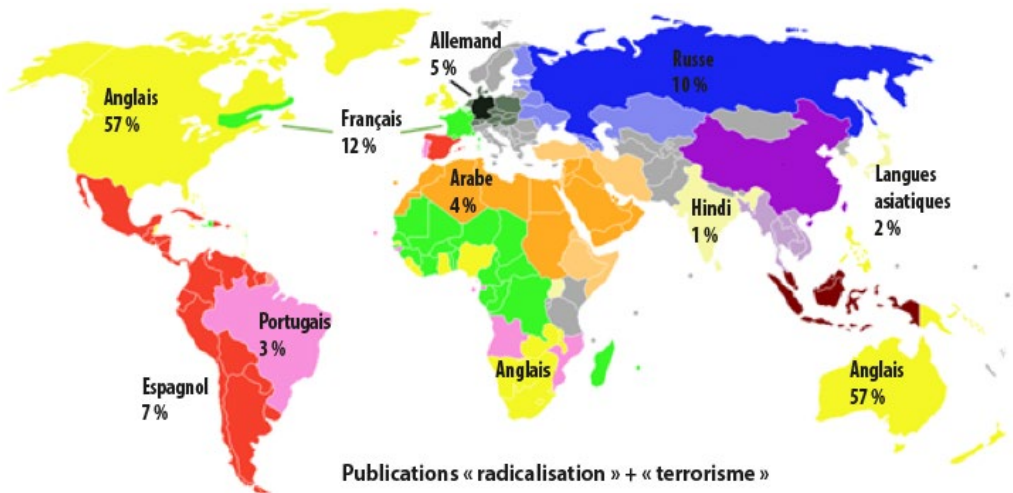 Allemand
5 %
Russe
10 %
Anglais
57 %
Français
12 %
Arabe
4 %
Hindi
1 %
Langues
asiatiques
2 %
Portugais
3 %
Espagnol
7 %
Anglais
Anglais
57 %
Publications « radicalisation » + « terrorisme »